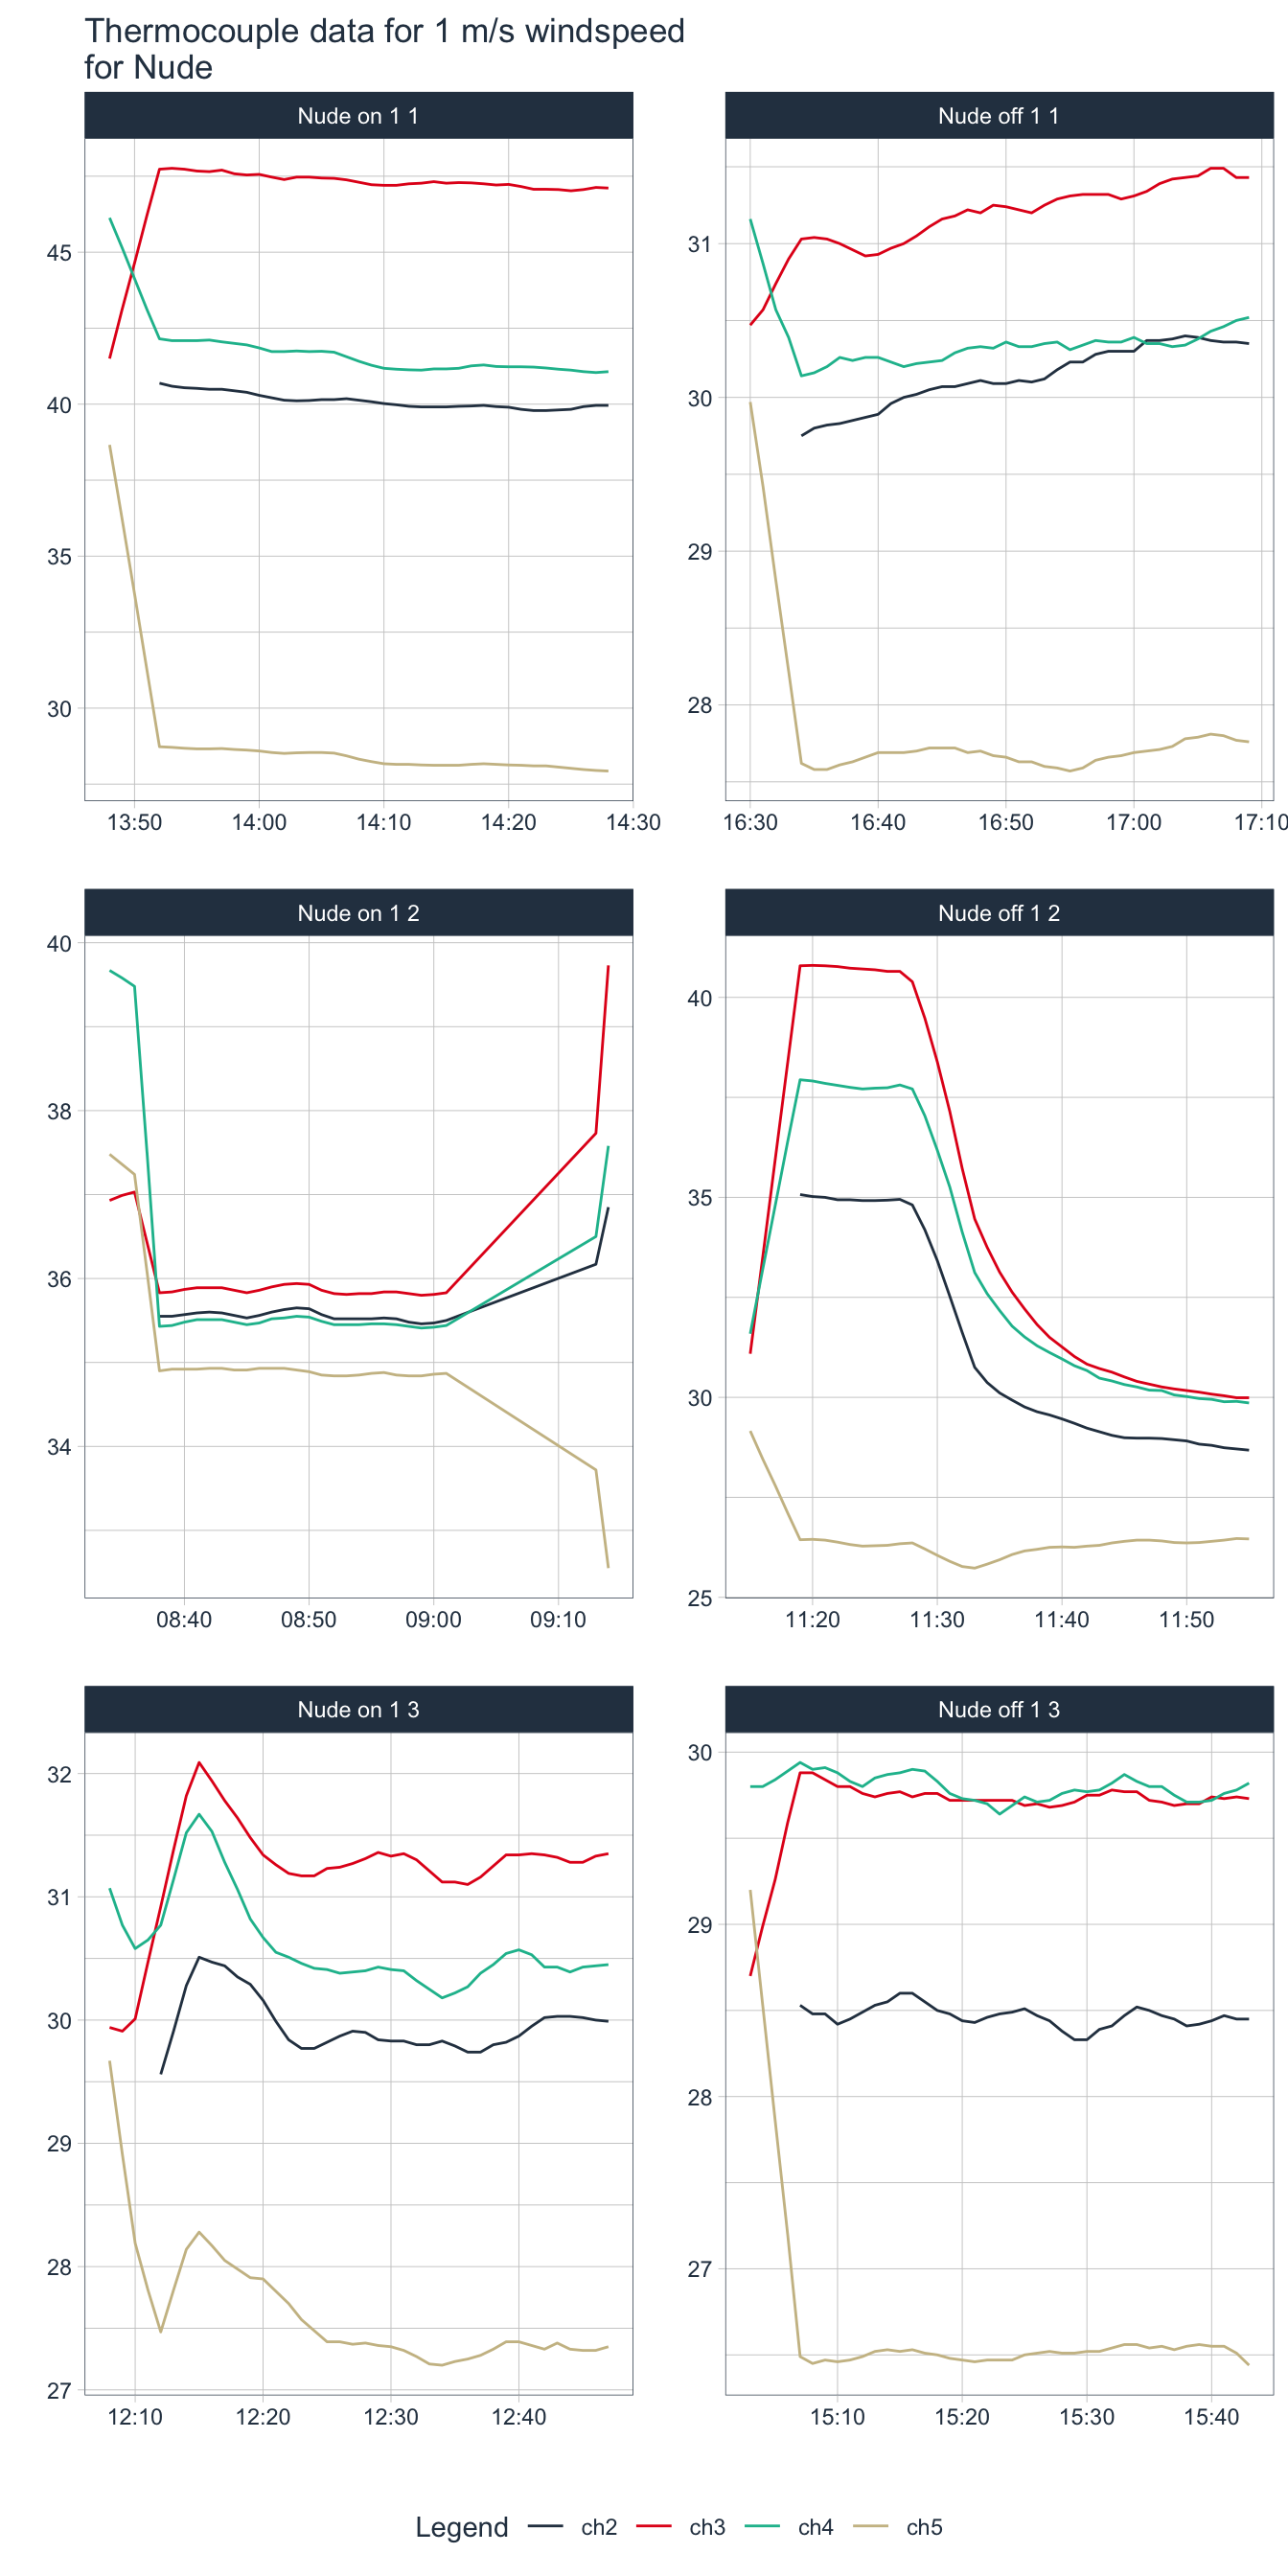 Thermocouple data for 1 m/s windspeed
for Nude
Nude on 1 1
Nude off 1 1
45
40
35
30
13:50 14:00 14:10 14:20 14:30
31
30
29
28
16:30 16:40 16:50 17:00 17:10
Nude on 1 2
Nude off 1 2
40
38
36
34
08:40 08:50 09:00 09:10
40
35
30
25
11:20 11:30 11:40 11:50
Nude on 1 3
Nude off 1 3
32
31
30
29
28
27
12:10 12:20 12:30 12:40
30
29
28
27
15:10 15:20 15:30 15:40
Legend ch2 ch3 ch4 ch5